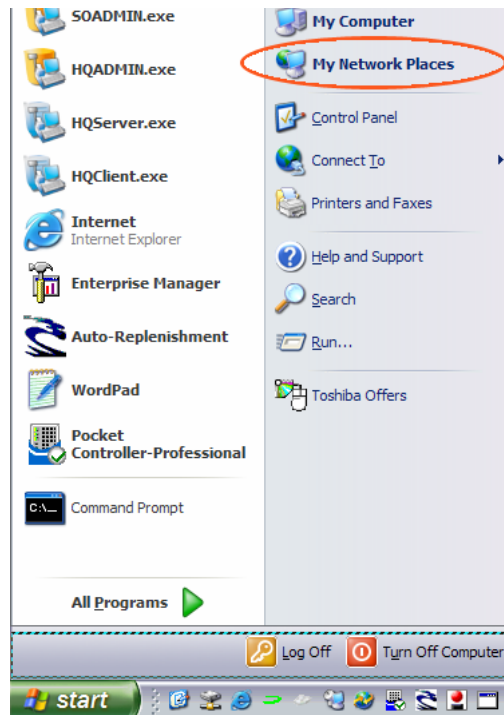 SOADMIN.exe
HQADMIN.exe
HQServer.exe
HQClient.exe
Internet
Internet Explorer
Enterprise Manager
Auto-Replenishment
WordPad
Pocket
Controller-Professional
Command Prompt
All Programs
My Computer
My Network Places
Control Panel
Connect To
Printers and Faxes
Help and Support
Search
Run...
Toshiba Offers
Log Off
Turn Off Computer
start